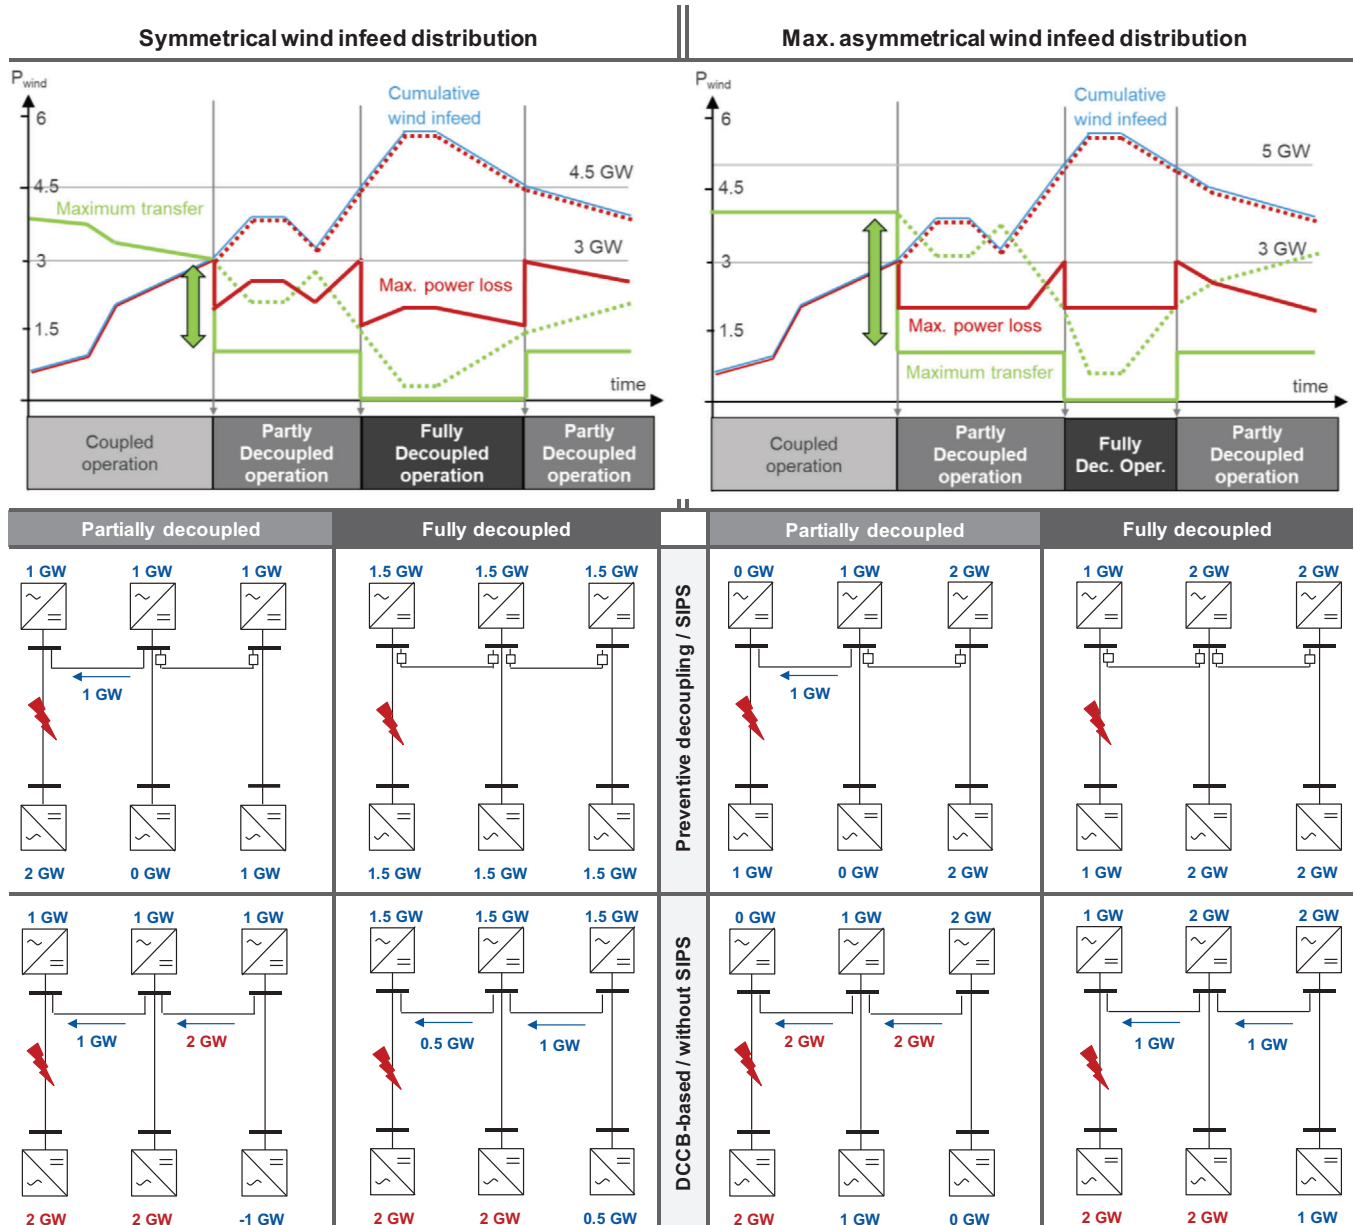 Symmetrical wind infeed distribution
Max. asymmetrical wind infeed distribution
Pwind
6
4.5
3
1.5
Cumulative
wind infeed
4.5 GW
Maximum transfer
3 GW
Max. power loss
time
Coupled
operation
Partly
Decoupled
operation
Fully
Decoupled
operation
Partly
Decoupled
operation
Pwind
6
4.5
3
1.5
Cumulative
wind infeed
5 GW
3 GW
Max. power loss
Maximum transfer
time
Coupled
operation
Partly
Decoupled
operation
Fully
Dec. Oper.
Partly
Decoupled
operation
Partially decoupled
Fully decoupled
Partially decoupled
Fully decoupled
Preventive decoupling / SIPS
1 GW 1 GW 1 GW
1 GW
2 GW 0 GW 1 GW
1.5 GW 1.5 GW 1.5 GW
1.5 GW 1.5 GW 1.5 GW
0 GW 1 GW 2 GW
1 GW
1 GW 0 GW 2 GW
1 GW 2 GW 2 GW
1 GW 2 GW 2 GW
DCCB-based / without SIPS
1 GW 1 GW 1 GW
1 GW 2 GW
2 GW 2 GW -1 GW
1.5 GW 1.5 GW 1.5 GW
0.5 GW 1 GW
2 GW 2 GW 0.5 GW
0 GW 1 GW 2 GW
2 GW 2 GW
2 GW 1 GW 0 GW
1 GW 2 GW 2 GW
1 GW 1 GW
2 GW 2 GW 1 GW